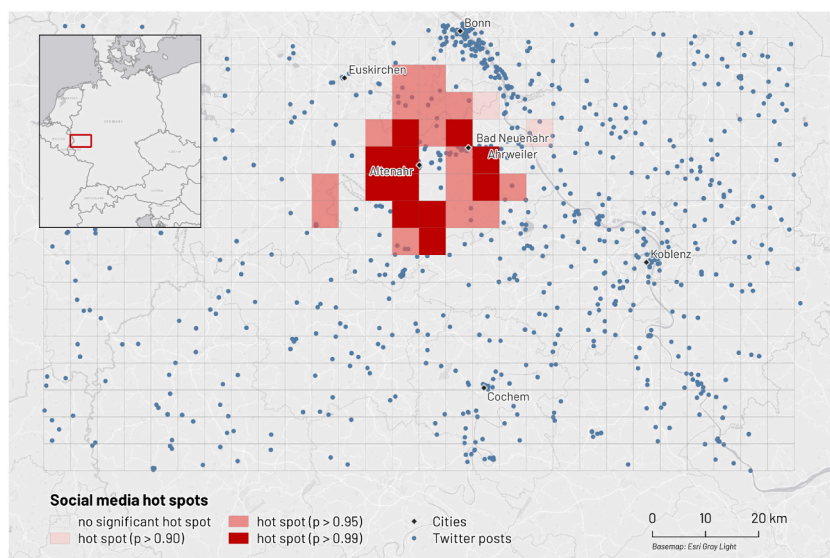 Bonn
Euskirchen
Bad Neuenahr
Ahrweiler
Altenahr
Koblenz
Cochem
Social media hot spots
no significant hot spot
hot spot (p > 0.90)
hot spot (p > 0.95)
hot spot (p > 0.99)
Cities
Twitter posts
0 10 20 km
Basemap: Esri Gray Light